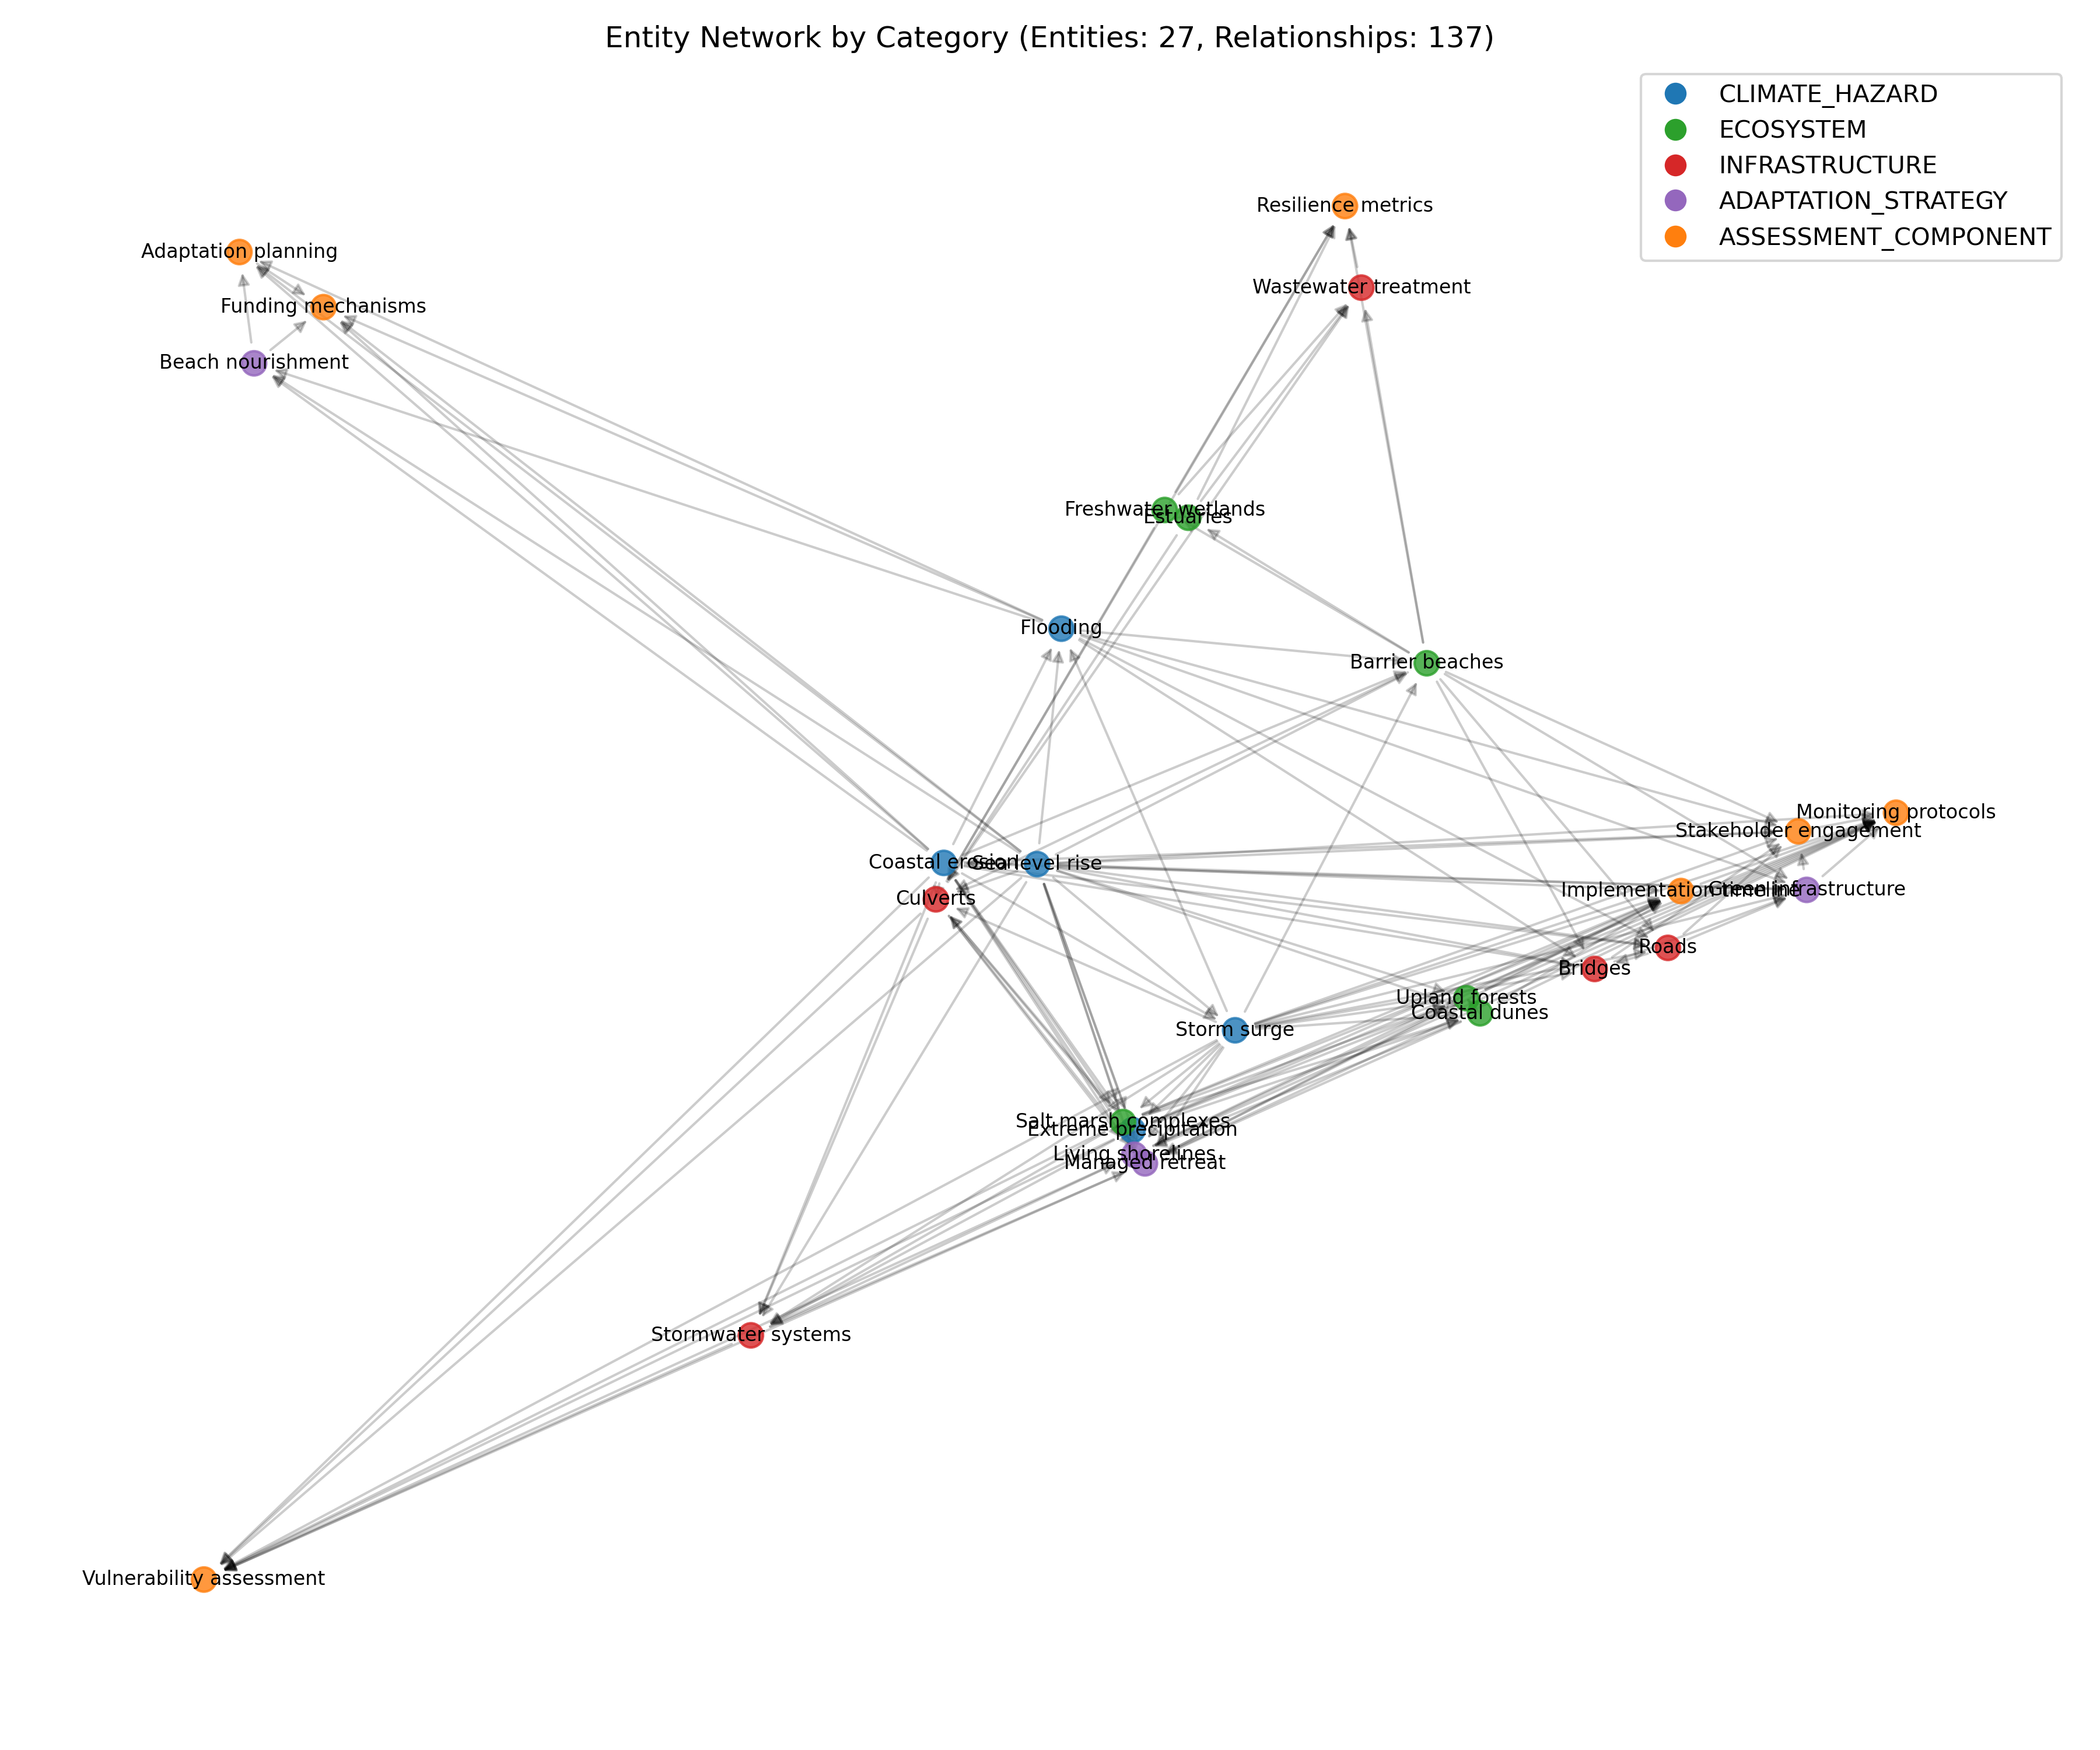 Entity Network by Category (Entities: 27, Relationships: 137)
CLIMATE_HAZARD
ECOSYSTEM
INFRASTRUCTURE
ADAPTATION_STRATEGY
ASSESSMENT_COMPONENT
Resilience metrics
Adaptation planning
Wastewater treatment
Funding mechanisms
Beach nourishment
Freshwater wetlands
Estuaries
Flooding
Barrier beaches
Monitoring protocols
Stakeholder engagement
Coastal erosion
Sea level rise
Implementation timeline
Green infrastructure
Culverts
Roads
Bridges
Upland forests
Coastal dunes
Storm surge
Salt marsh complexes
Extreme precipitation
Living shorelines
Managed retreat
Stormwater systems
Vulnerability assessment